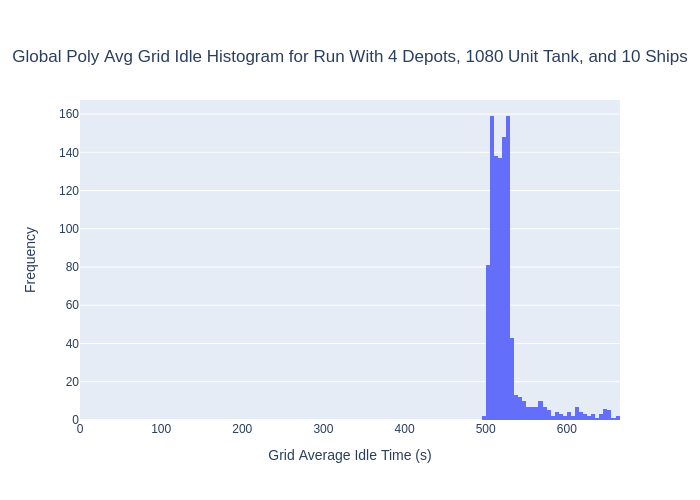 Global Poly Avg Grid Idle Histogram for Run With 4 Depots, 1080 Unit Tank, and 10 Ships
160
140
120
100
80
60
40
20
0
Frequency
0 100 200 300 400 500 600
Grid Average Idle Time (s)